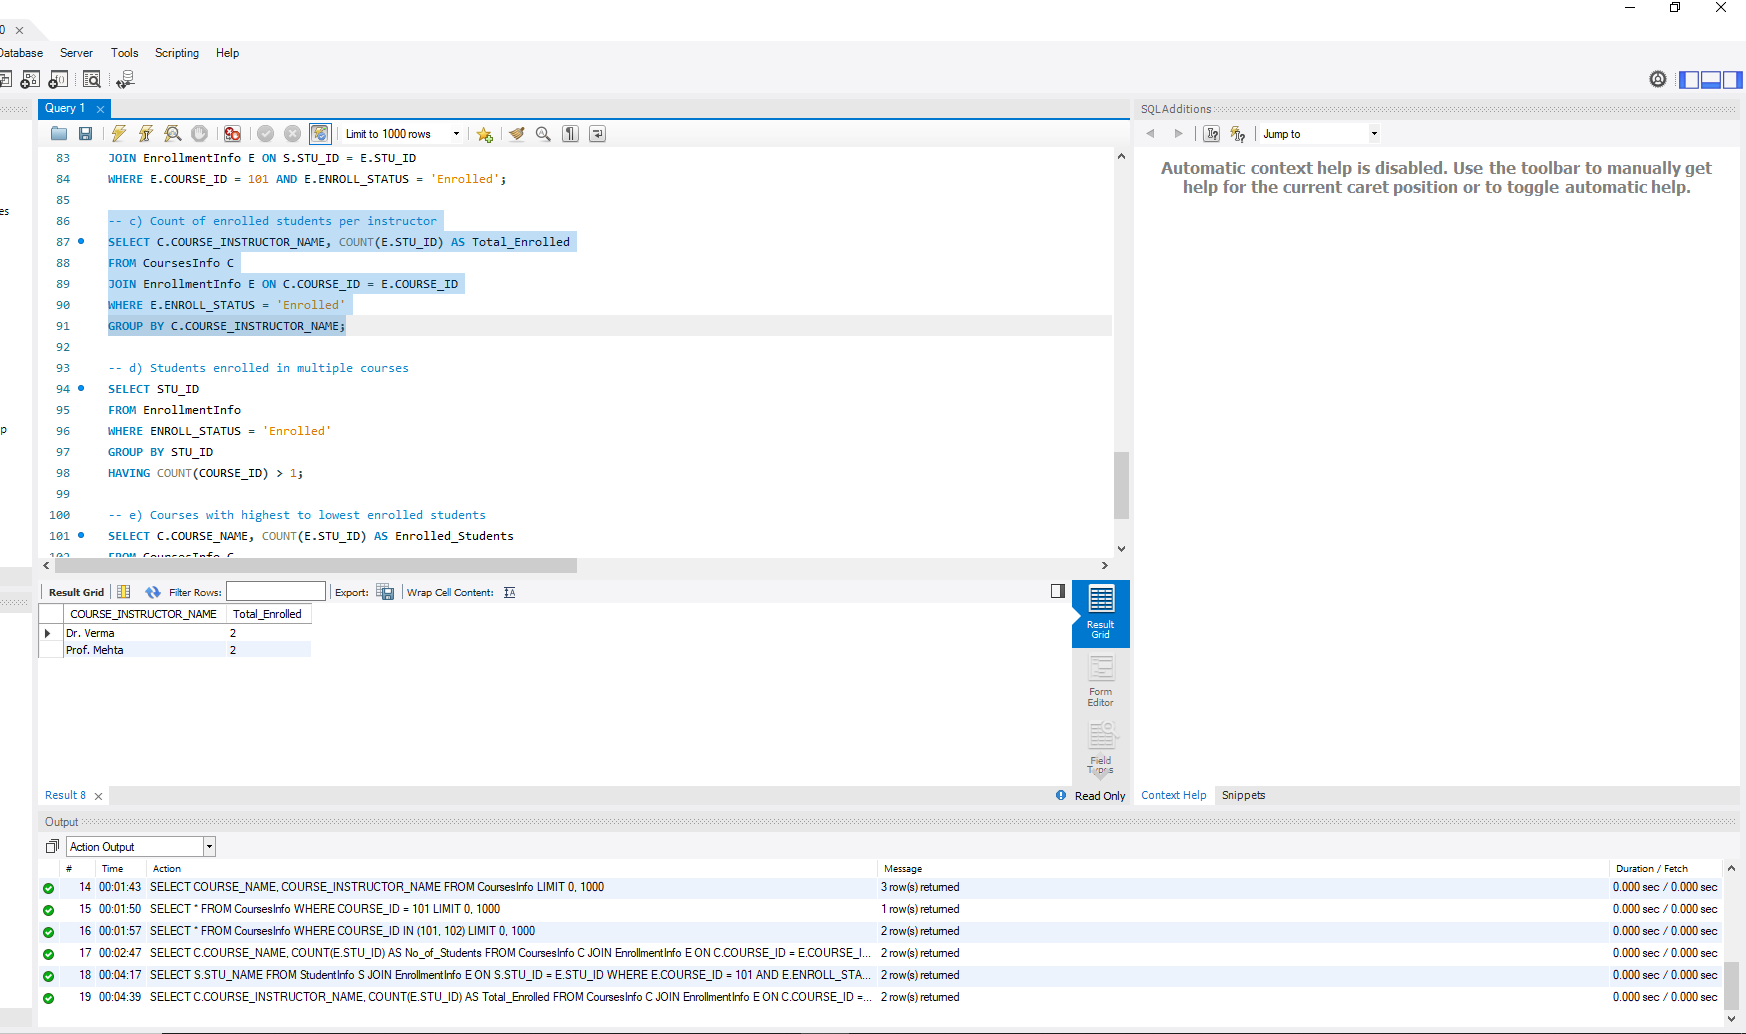 0 ×
Database Server Tools Scripting Help
Query 1 ×
SQLAdditions
Limit to 1000 rows
Jump to
83 JOIN EnrollmentInfo E ON S.STU_ID = E.STU_ID
84 WHERE E.COURSE_ID = 101 AND E.ENROLL_STATUS = 'Enrolled';
85
86 -- c) Count of enrolled students per instructor
87 SELECT C.COURSE_INSTRUCTOR_NAME, COUNT(E.STU_ID) AS Total_Enrolled
88 FROM CoursesInfo C
89 JOIN EnrollmentInfo E ON C.COURSE_ID = E.COURSE_ID
90 WHERE E.ENROLL_STATUS = 'Enrolled'
91 GROUP BY C.COURSE_INSTRUCTOR_NAME;
92
93 -- d) Students enrolled in multiple courses
94 SELECT STU_ID
95 FROM EnrollmentInfo
96 WHERE ENROLL_STATUS = 'Enrolled'
97 GROUP BY STU_ID
98 HAVING COUNT(COURSE_ID) > 1;
99
100 -- e) Courses with highest to lowest enrolled students
101 SELECT C.COURSE_NAME, COUNT(E.STU_ID) AS Enrolled_Students
102 FROM CoursesInfo C
es
p
Automatic context help is disabled. Use the toolbar to manually get
help for the current caret position or to toggle automatic help.
Result Grid Filter Rows: Export: Wrap Cell Content:
COURSE_INSTRUCTOR_NAME Total_Enrolled
Dr. Verma 2
Prof. Mehta 2
Result
Grid
Form
Editor
Field
Types
Result 8 × Read Only
Context Help Snippets
Output
Action Output
# Time Action Message Duration / Fetch
14 00:01:43 SELECT COURSE_NAME, COURSE_INSTRUCTOR_NAME FROM CoursesInfo LIMIT 0, 1000 3 row(s) returned 0.000 sec / 0.000 sec
15 00:01:50 SELECT * FROM CoursesInfo WHERE COURSE_ID = 101 LIMIT 0, 1000 1 row(s) returned 0.000 sec / 0.000 sec
16 00:01:57 SELECT * FROM CoursesInfo WHERE COURSE_ID IN (101, 102) LIMIT 0, 1000 2 row(s) returned 0.000 sec / 0.000 sec
17 00:02:47 SELECT C.COURSE_NAME, COUNT(E.STU_ID) AS No_of_Students FROM CoursesInfo C JOIN EnrollmentInfo E ON C.COURSE_ID = E.COURSE_I... 2 row(s) returned 0.000 sec / 0.000 sec
18 00:04:17 SELECT S.STU_NAME FROM StudentInfo S JOIN EnrollmentInfo E ON S.STU_ID = E.STU_ID WHERE E.COURSE_ID = 101 AND E.ENROLL_STA... 2 row(s) returned 0.000 sec / 0.000 sec
19 00:04:39 SELECT C.COURSE_INSTRUCTOR_NAME, COUNT(E.STU_ID) AS Total_Enrolled FROM CoursesInfo C JOIN EnrollmentInfo E ON C.COURSE_ID =... 2 row(s) returned 0.000 sec / 0.000 sec